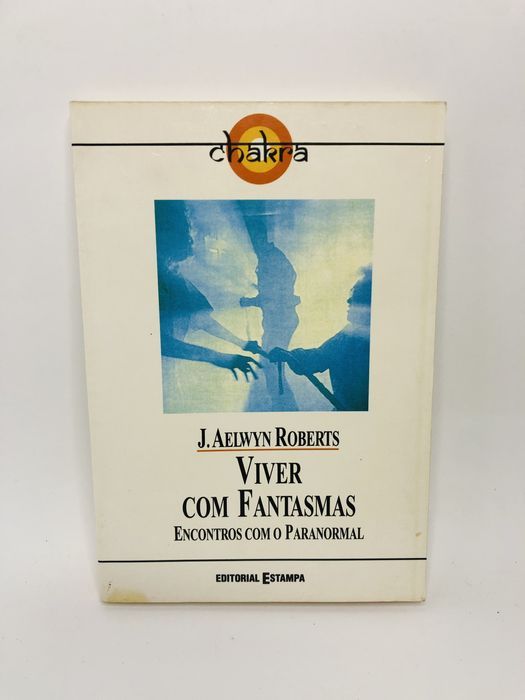 chakra
J. AELWYN ROBERTS
VIVER
COM FANTASMAS
ENCONTROS COM O PARANORMAL
EDITORIAL ESTAMPA